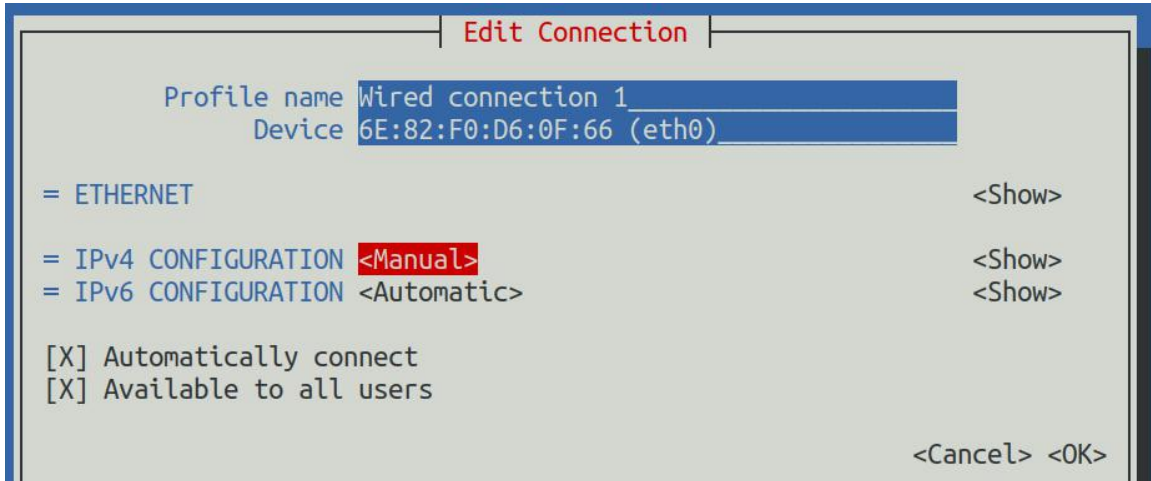 Edit Connection
Profile name Wired connection 1
Device 6E:82:F0:D6:0F:66 (eth0)
= ETHERNET <Show>
= IPv4 CONFIGURATION <Manual> <Show>
= IPv6 CONFIGURATION <Automatic> <Show>
[X] Automatically connect
[X] Available to all users
<Cancel> <OK>